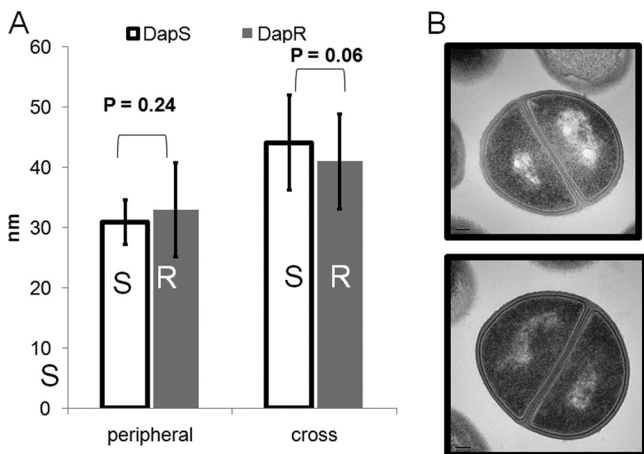 A
B
DapS DapR
60
P = 0.06
50
P = 0.24
40
nm
30
S R S R
20
10
S
0
peripheral cross